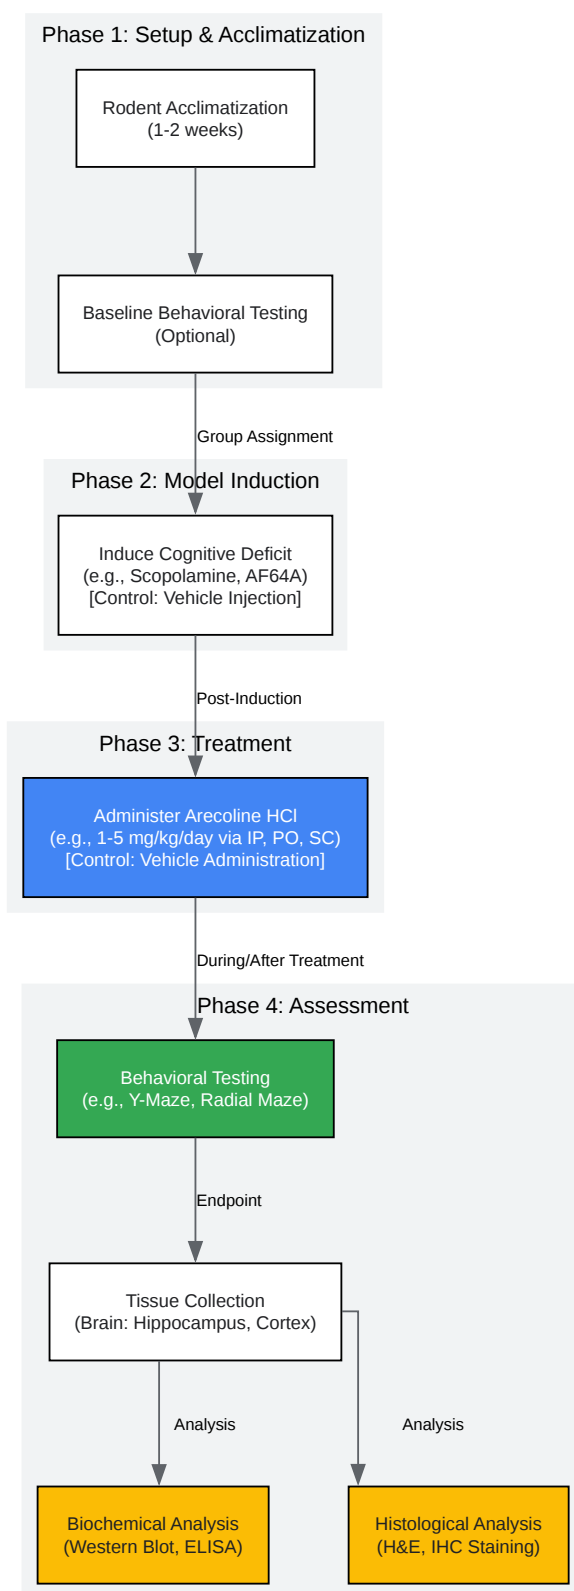 Phase 1: Setup & Acclimatization
Rodent Acclimatization
(1-2 weeks)
Baseline Behavioral Testing
(Optional)
Group Assignment
Phase 2: Model Induction
Induce Cognitive Deficit
(e.g., Scopolamine, AF64A)
[Control: Vehicle Injection]
Post-Induction
Phase 3: Treatment
Administer Arecoline HCl
(e.g., 1-5 mg/kg/day via IP, PO, SC)
[Control: Vehicle Administration]
During/After Treatment
Phase 4: Assessment
Behavioral Testing
(e.g., Y-Maze, Radial Maze)
Endpoint
Tissue Collection
(Brain: Hippocampus, Cortex)
Analysis
Analysis
Biochemical Analysis
(Western Blot, ELISA)
Histological Analysis
(H&E, IHC Staining)